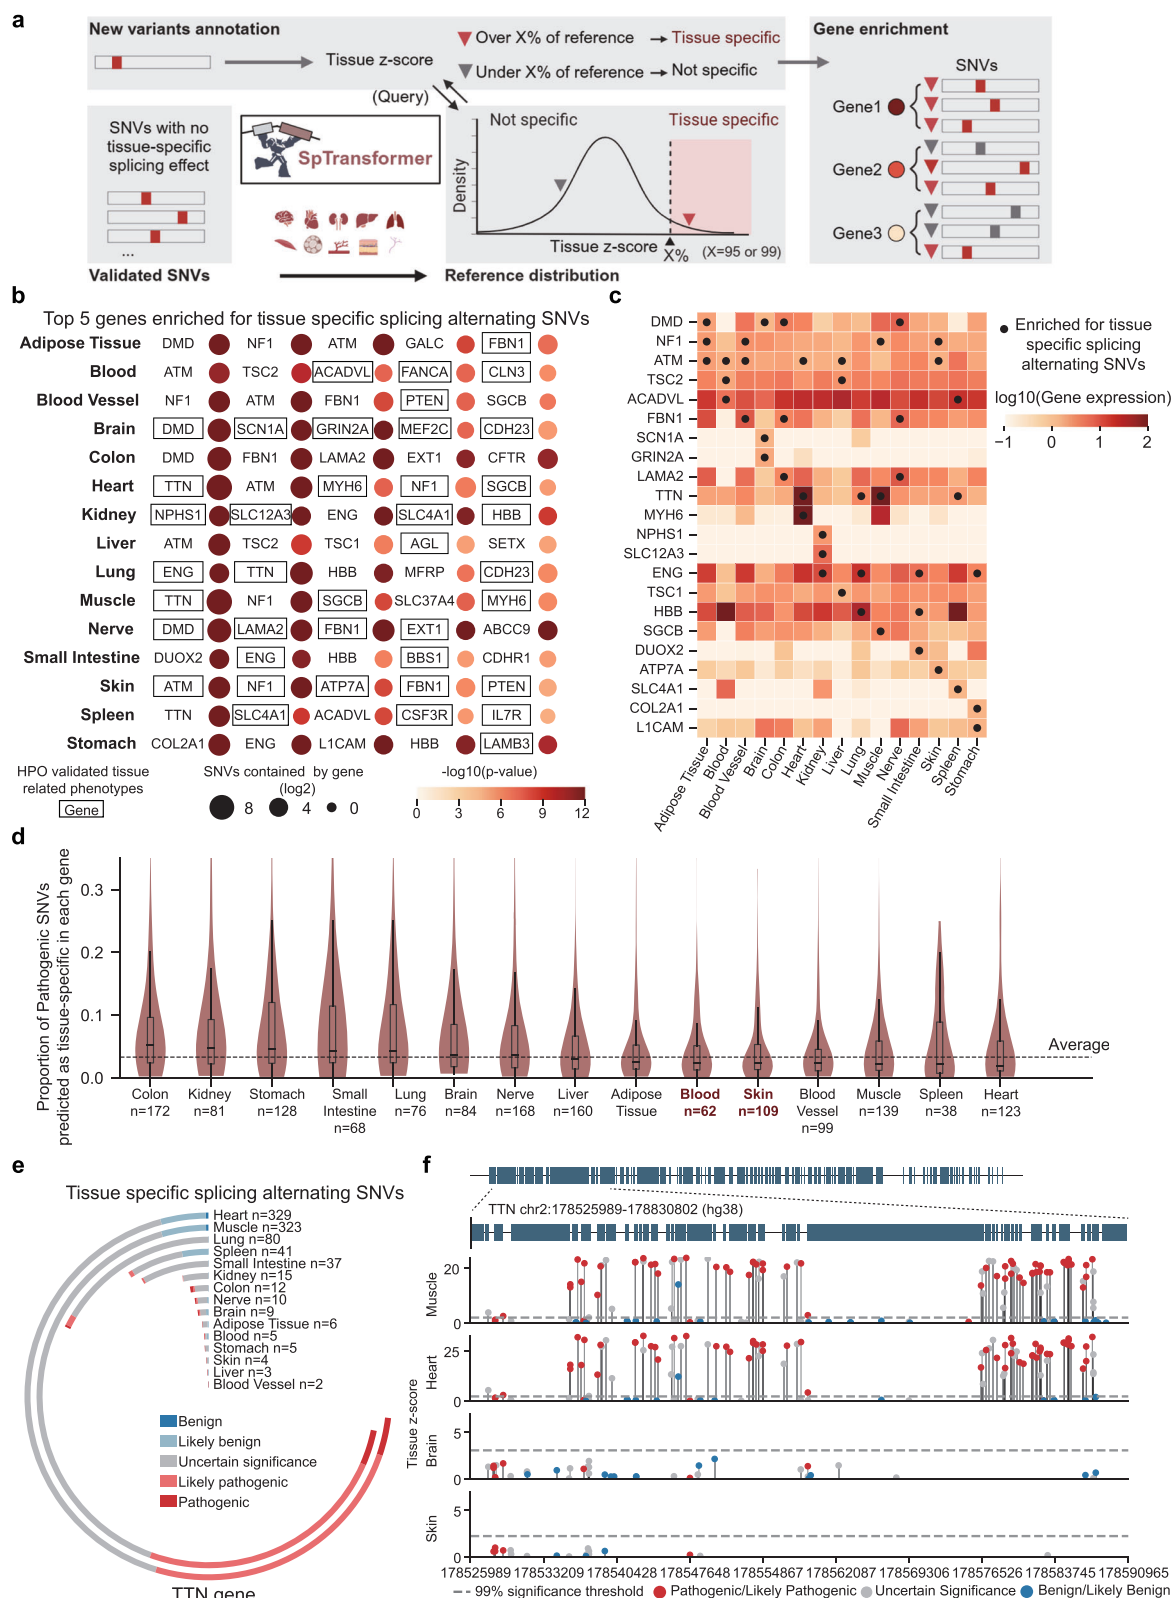 a
New variants annotation
Tissue z-score
(Query)
Over X% of reference → Tissue specific
Under X% of reference → Not specific
Gene enrichment
SNVs
Gene1
Gene2
Gene3
SNVs with no
tissue-specific
splicing effect
...
Validated SNVs
SpTransformer
Not specific
Tissue specific
Density
Tissue z-score
X%
(X=95 or 99)
Reference distribution
b
Top 5 genes enriched for tissue specific splicing alternating SNVs
Adipose Tissue DMD NF1 ATM GALC FBN1
Blood ATM TSC2 ACADVL FANCA CLN3
Blood Vessel NF1 ATM FBN1 PTEN SGCB
Brain DMD SCN1A GRIN2A MEF2C CDH23
Colon DMD FBN1 LAMA2 EXT1 CFTR
Heart TTN ATM MYH6 NF1 SGCB
Kidney NPHS1 SLC12A3 ENG SLC4A1 HBB
Liver ATM TSC2 TSC1 AGL SETX
Lung ENG TTN HBB MFRP CDH23
Muscle TTN NF1 SGCB SLC37A4 MYH6
Nerve DMD LAMA2 FBN1 EXT1 ABCC9
Small Intestine DUOX2 ENG HBB BBS1 CDHR1
Skin ATM NF1 ATP7A FBN1 PTEN
Spleen TTN SLC4A1 ACADVL CSF3R IL7R
Stomach COL2A1 ENG L1CAM HBB LAMB3
HPO validated tissue
related phenotypes
Gene
SNVs contained by gene
(log2)
8 4 0
-log10(p-value)
0 3 6 9 12
c
DMD
NF1
ATM
TSC2
ACADVL
FBN1
SCN1A
GRIN2A
LAMA2
TTN
MYH6
NPHS1
SLC12A3
ENG
TSC1
HBB
SGCB
DUOX2
ATP7A
SLC4A1
COL2A1
L1CAM
Adipose Tissue
Blood
Blood Vessel
Brain
Colon
Heart
Kidney
Liver
Lung
Muscle
Nerve
Small Intestine
Skin
Spleen
Stomach
Enriched for tissue
specific splicing
alternating SNVs
log10(Gene expression)
−1 0 1 2
d
Proportion of Pathogenic SNVs
predicted as tissue-specific in each gene
0.3
0.2
0.1
0.0
Average
Colon
n=172
Kidney
n=81
Stomach
n=128
Small
Intestine
n=68
Lung
n=76
Brain
n=84
Nerve
n=168
Liver
n=160
Adipose
Tissue
Blood
n=62
Skin
n=109
Blood
Vessel
n=99
Muscle
n=139
Spleen
n=38
Heart
n=123
e
Tissue specific splicing alternating SNVs
Heart n=329
Muscle n=323
Lung n=80
Spleen n=41
Small Intestine n=37
Kidney n=15
Colon n=12
Nerve n=10
Brain n=9
Adipose Tissue n=6
Blood n=5
Stomach n=5
Skin n=4
Liver n=3
Blood Vessel n=2
Benign
Likely benign
Uncertain significance
Likely pathogenic
Pathogenic
TTN gene
f
TTN chr2:178525989-178830802 (hg38)
Tissue z-score
Muscle
20
0
Heart
25
0
Brain
5
0
Skin
5
0
178525989 178533209 178540428 178547648 178554867 178562087 178569306 178576526 178583745 178590965
99% significance threshold Pathogenic/Likely Pathogenic Uncertain Significance Benign/Likely Benign